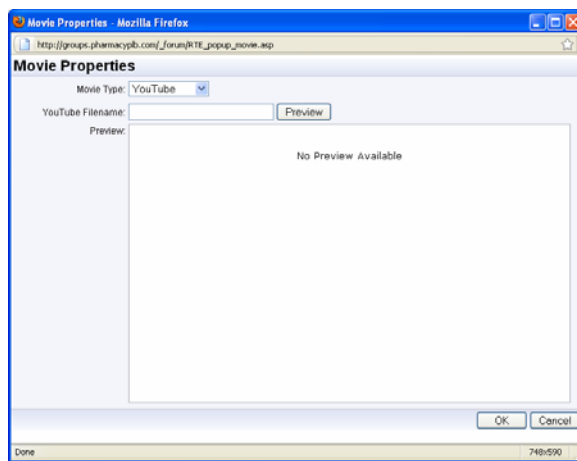 Movie Properties - Mozilla Firefox
http://groups.pharmacyplb.com/_forum/RTE_popup_movie.asp
Movie Properties
Movie Type: YouTube
YouTube Filename: Preview
Preview:
No Preview Available
OK Cancel
Done 748x590